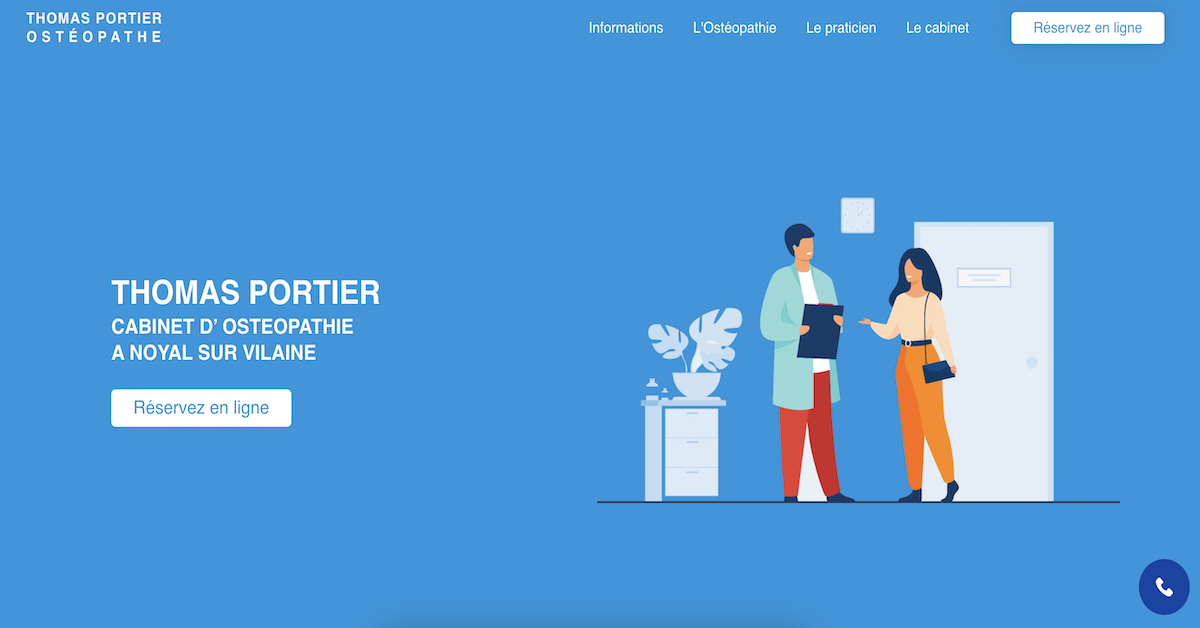 THOMAS PORTIER
OSTÉOPATHE
Informations
L'Ostéopathie
Le praticien
Le cabinet
Réservez en ligne
THOMAS PORTIER
CABINET D’ OSTEOPATHIE
A NOYAL SUR VILAINE
Réservez en ligne